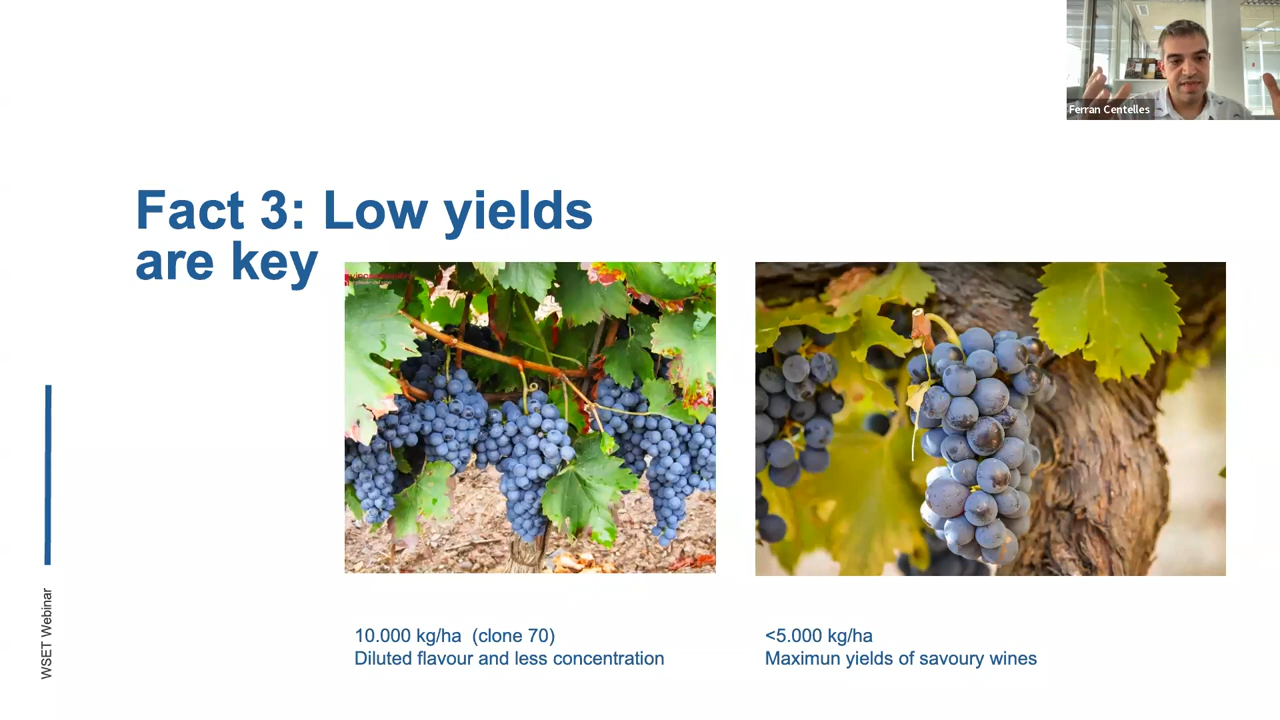 Ferran Centelles
Fact 3: Low yields
are key
10.000 kg/ha  (clone 70)
Diluted flavour and less concentration
<5.000 kg/ha
Maximun yields of savoury wines
WSET Webinar